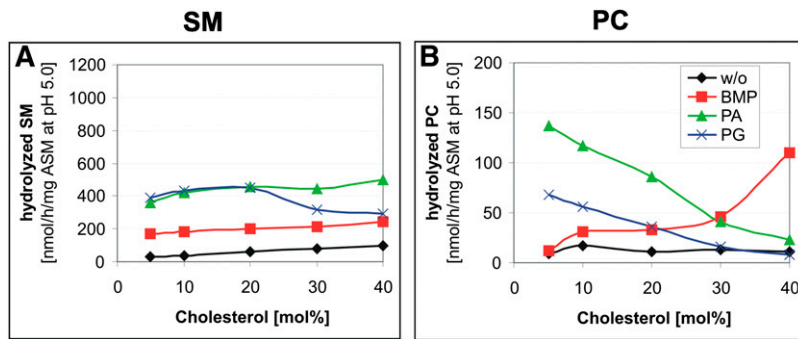 SM
A
hydrolyzed SM
[nmol/h/mg ASM at pH 5.0]
1200
1000
800
600
400
200
0
0 10 20 30 40
Cholesterol [mol%]
PC
B
hydrolyzed PC
[nmol/h/mg ASM at pH 5.0]
200
150
100
50
0
0 10 20 30 40
Cholesterol [mol%]
w/o
BMP
PA
PG